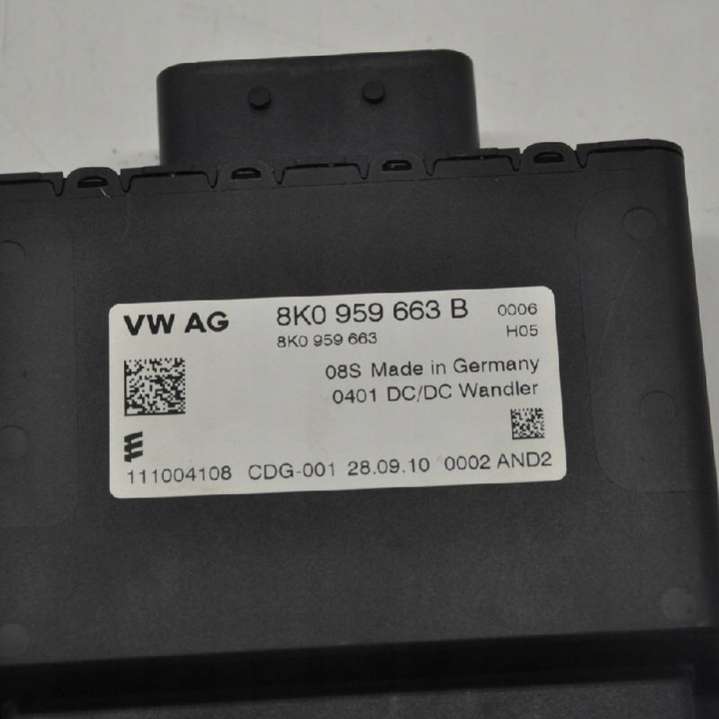 VW AG 8K0 959 663 B 0006
8K0 959 663 H05
08S Made in Germany
0401 DC/DC Wandler
111004108 CDG-001 28.09.10 0002 AND2